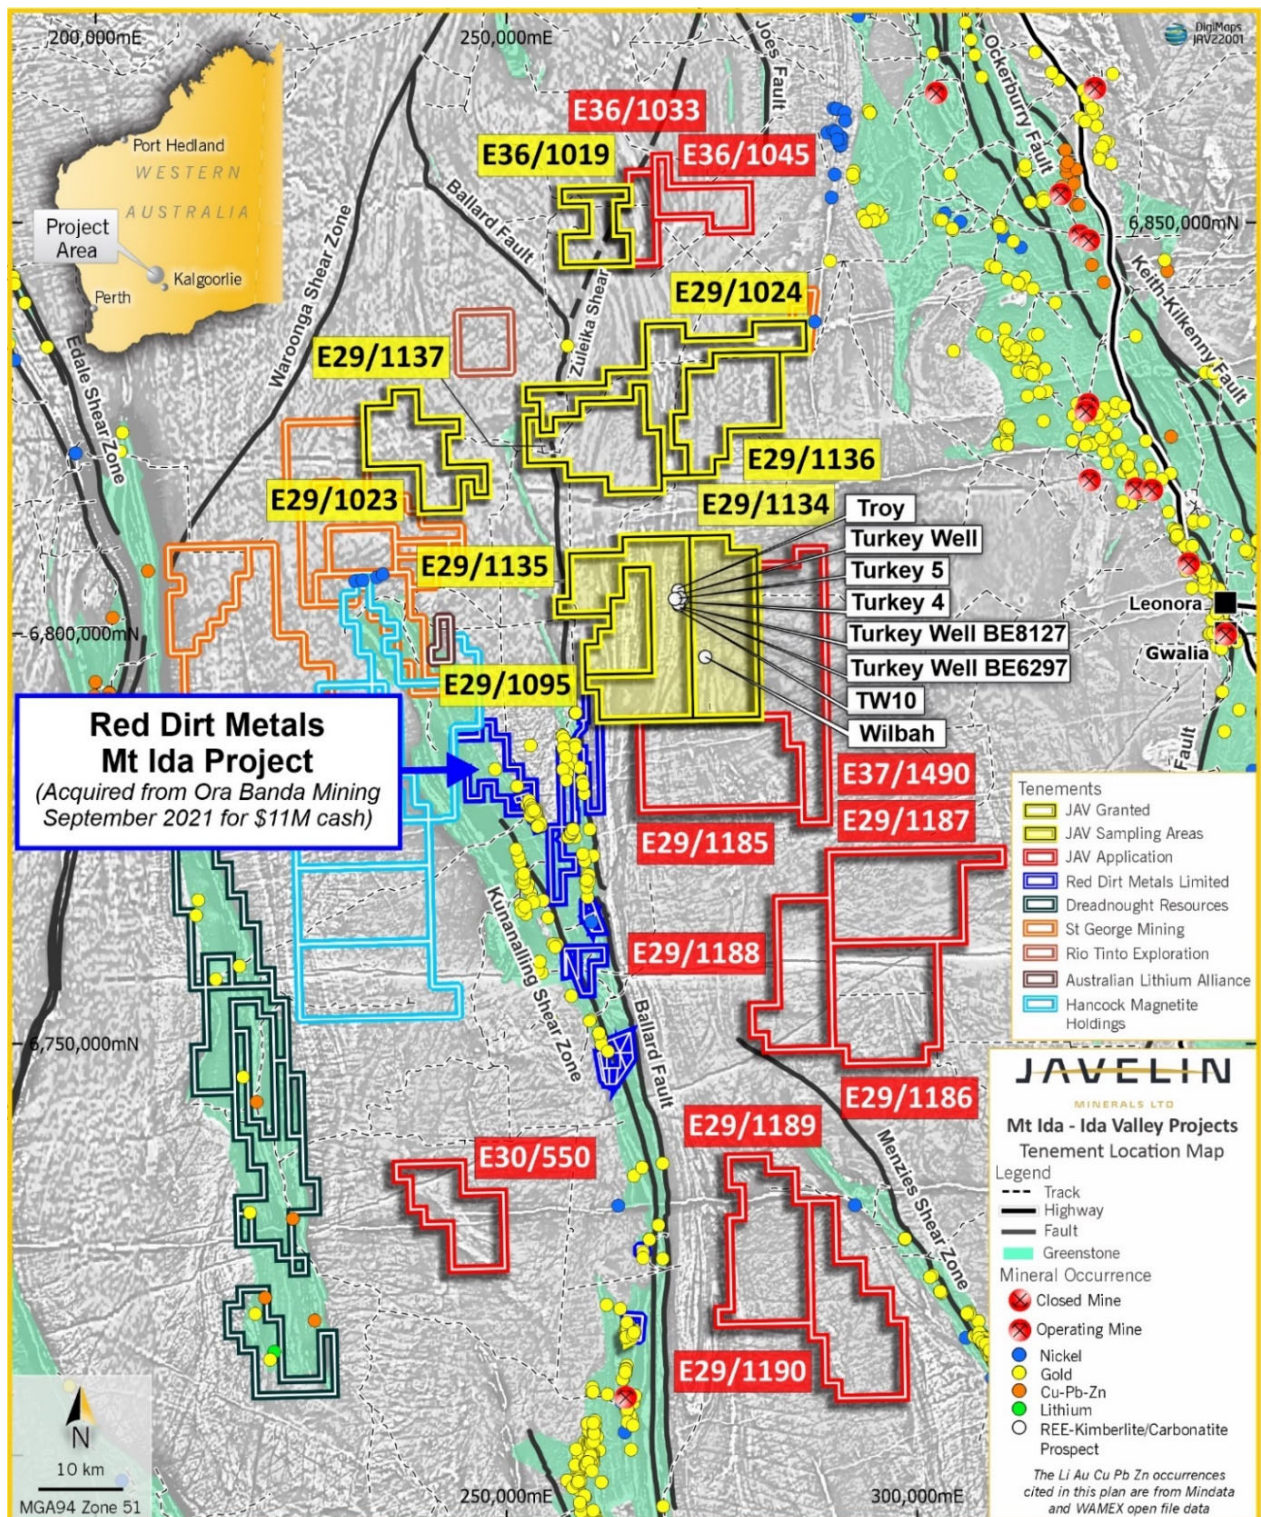 200,000mE
250,000mE
DigiMaps
JAV22001
Joes Fault
Ockerburry Fault
E36/1033
E36/1019
E36/1045
Port Hedland
WESTERN
AUSTRALIA
Project
Area
Kalgoorlie
Perth
Waroonga Shear Zone
Ballard Fault
Zuleika Shear
6,850,000mN
Keith-Kilkenny Fault
E29/1024
Edale Shear Zone
E29/1137
E29/1136
E29/1023
E29/1134
Troy
Turkey Well
E29/1135
Turkey 5
Turkey 4
Leonora
6,800,000mN
Turkey Well BE8127
Gwalia
Turkey Well BE6297
E29/1095
TW10
Wilbah
Red Dirt Metals
Mt Ida Project
(Acquired from Ora Banda Mining
September 2021 for $11M cash)
Fault
E37/1490
E29/1187
E29/1185
Tenements
JAV Granted
JAV Sampling Areas
JAV Application
Red Dirt Metals Limited
Dreadnought Resources
St George Mining
Rio Tinto Exploration
Australian Lithium Alliance
Hancock Magnetite
Holdings
Kunanalling Shear Zone
E29/1188
Ballard Fault
6,750,000mN
E29/1186
E29/1189
Menzies Shear Zone
E30/550
E29/1190
JAVELIN
MINERALS LTD
Mt Ida - Ida Valley Projects
Tenement Location Map
Legend
Track
Highway
Fault
Greenstone
Mineral Occurrence
Closed Mine
Operating Mine
Nickel
Gold
Cu-Pb-Zn
Lithium
REE-Kimberlite/Carbonatite
Prospect
The Li Au Cu Pb Zn occurrences
cited in this plan are from Mindata
and WAMEX open file data
N
10 km
MGA94 Zone 51
250,000mE
300,000mE